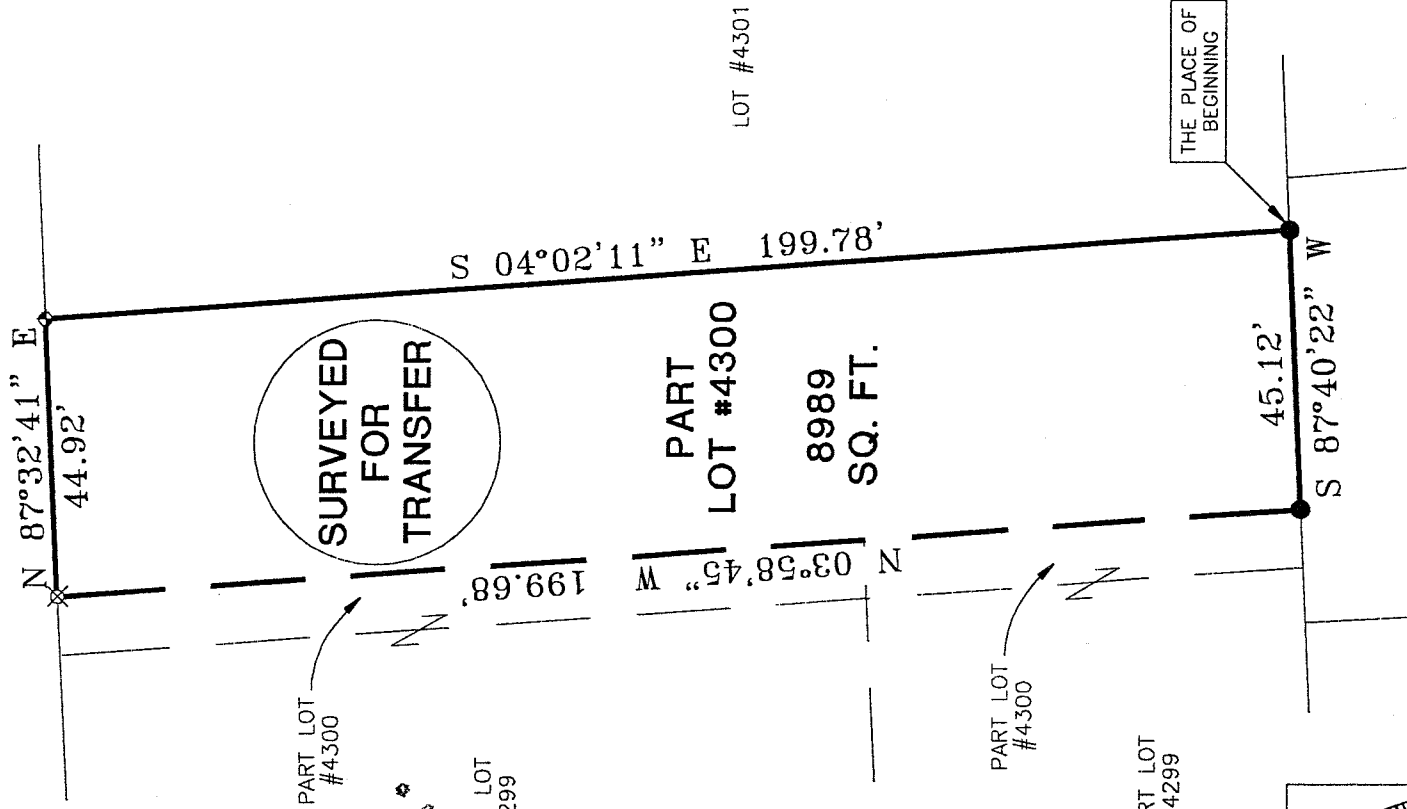 N 87°32'41" E
44.92'
THE PLACE OF
BEGINNING
LOT #4301
S 04°02'11" E 199.78'
SURVEYED
FOR
TRANSFER
PART
LOT #4300
8989
SQ. FT.
N 03°58'45" W 199.68'
45.12'
S 87°40'22" W
PART LOT
#4300
PART LOT
#4300
LOT
299
RT LOT
4299
A